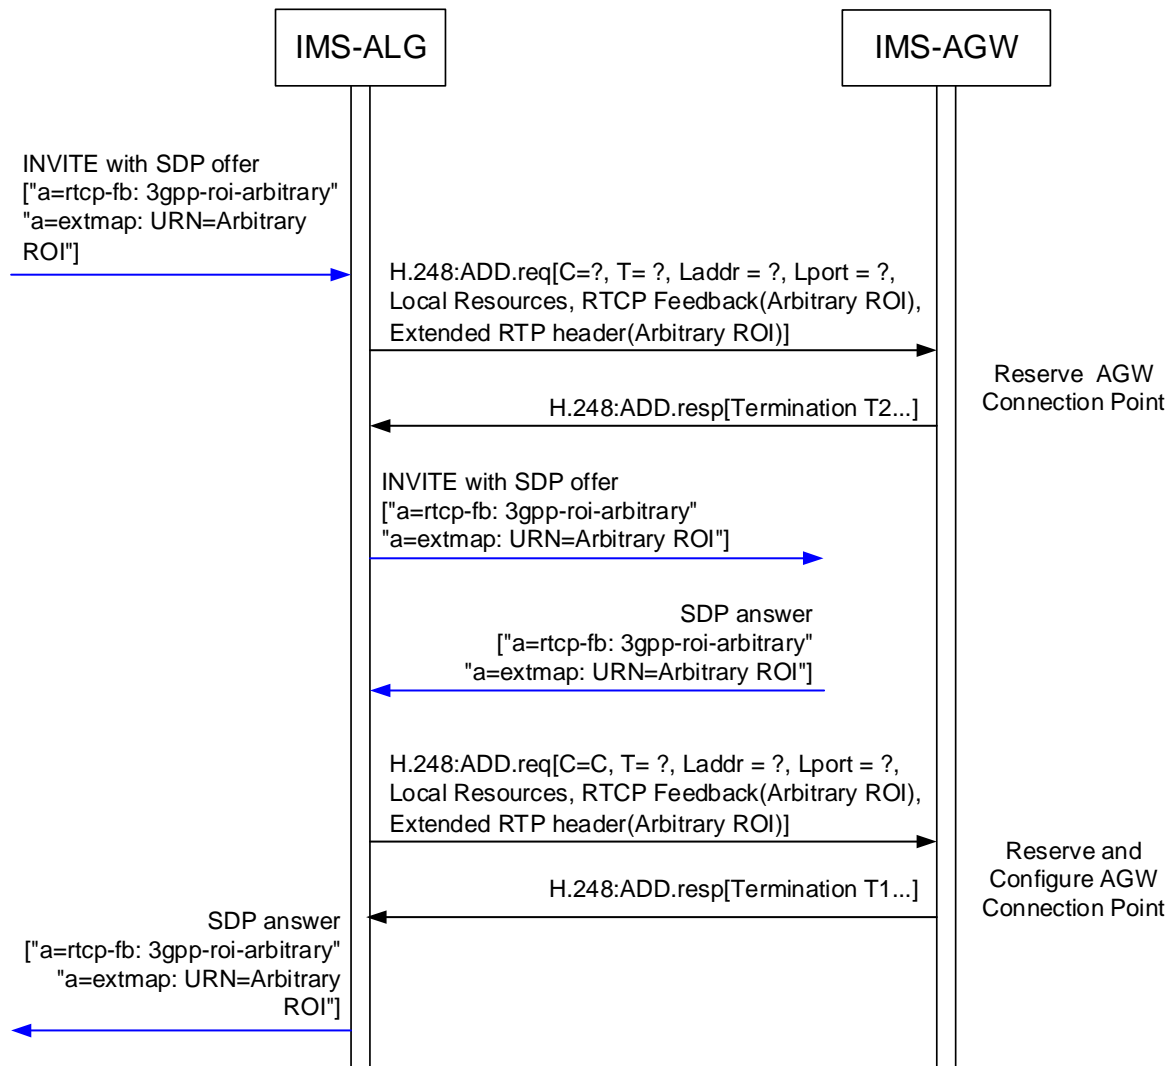 IMS-ALG
IMS-AGW
INVITE with SDP offer
["a=rtcp-fb: 3gpp-roi-arbitrary"
"a=extmap: URN=Arbitrary
ROI"]
H.248:ADD.req[C=?, T= ?, Laddr = ?, Lport = ?,
Local Resources, RTCP Feedback(Arbitrary ROI),
Extended RTP header(Arbitrary ROI)]
Reserve  AGW
Connection Point
H.248:ADD.resp[Termination T2...]
INVITE with SDP offer
["a=rtcp-fb: 3gpp-roi-arbitrary"
"a=extmap: URN=Arbitrary ROI"]
SDP answer
["a=rtcp-fb: 3gpp-roi-arbitrary"
"a=extmap: URN=Arbitrary ROI"]
H.248:ADD.req[C=C, T= ?, Laddr = ?, Lport = ?,
Local Resources, RTCP Feedback(Arbitrary ROI),
Extended RTP header(Arbitrary ROI)]
Reserve and
Configure AGW
Connection Point
H.248:ADD.resp[Termination T1...]
SDP answer
["a=rtcp-fb: 3gpp-roi-arbitrary"
"a=extmap: URN=Arbitrary
ROI"]